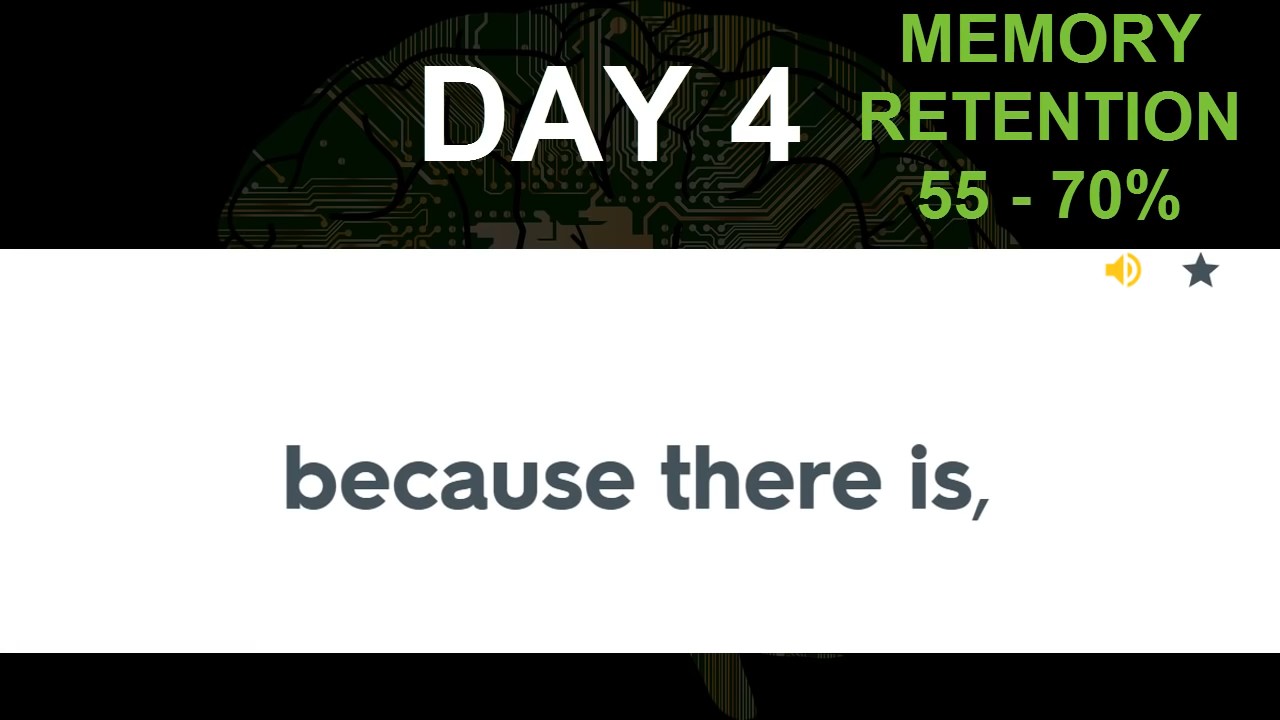 DAY 4
MEMORY
RETENTION
55 - 70%
because there is,